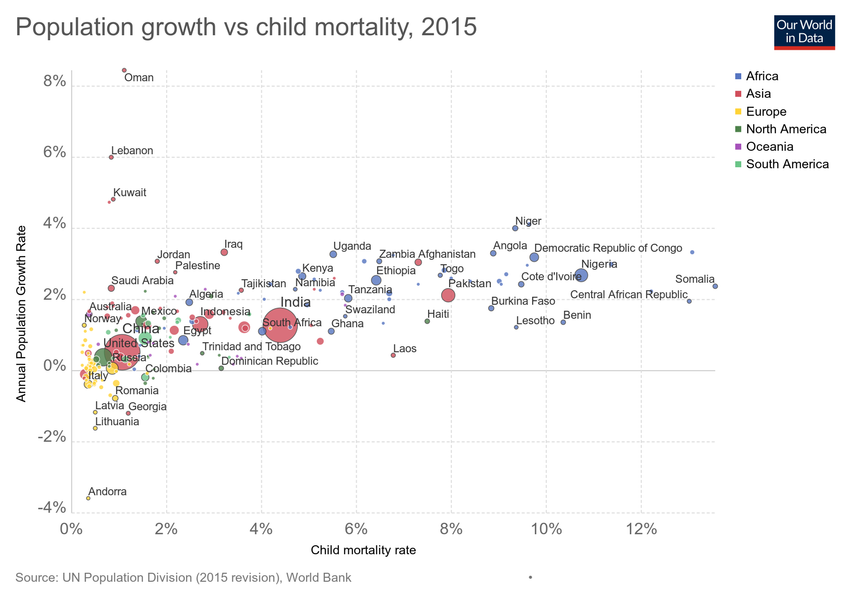 Population growth vs child mortality, 2015
Our World
in Data
8%
6%
4%
2%
0%
-2%
-4%
Annual Population Growth Rate
Oman
Lebanon
Kuwait
Niger
Iraq
Uganda
Angola
Democratic Republic of Congo
Jordan
Zambia
Afghanistan
Palestine
Kenya
Ethiopia
Togo
Nigeria
Saudi Arabia
Tajikistan
Namibia
Pakistan
Cote d'Ivoire
Somalia
Algeria
Tanzania
Central African Republic
Australia
Mexico
Indonesia
India
Swaziland
Burkina Faso
Norway
China
Egypt
South Africa
Ghana
Haiti
Lesotho
Benin
United States
Trinidad and Tobago
Laos
Russia
Dominican Republic
Italy
Colombia
Romania
Latvia
Georgia
Lithuania
Andorra
0%
2%
4%
6%
8%
10%
12%
Child mortality rate
Africa
Asia
Europe
North America
Oceania
South America
Source: UN Population Division (2015 revision), World Bank